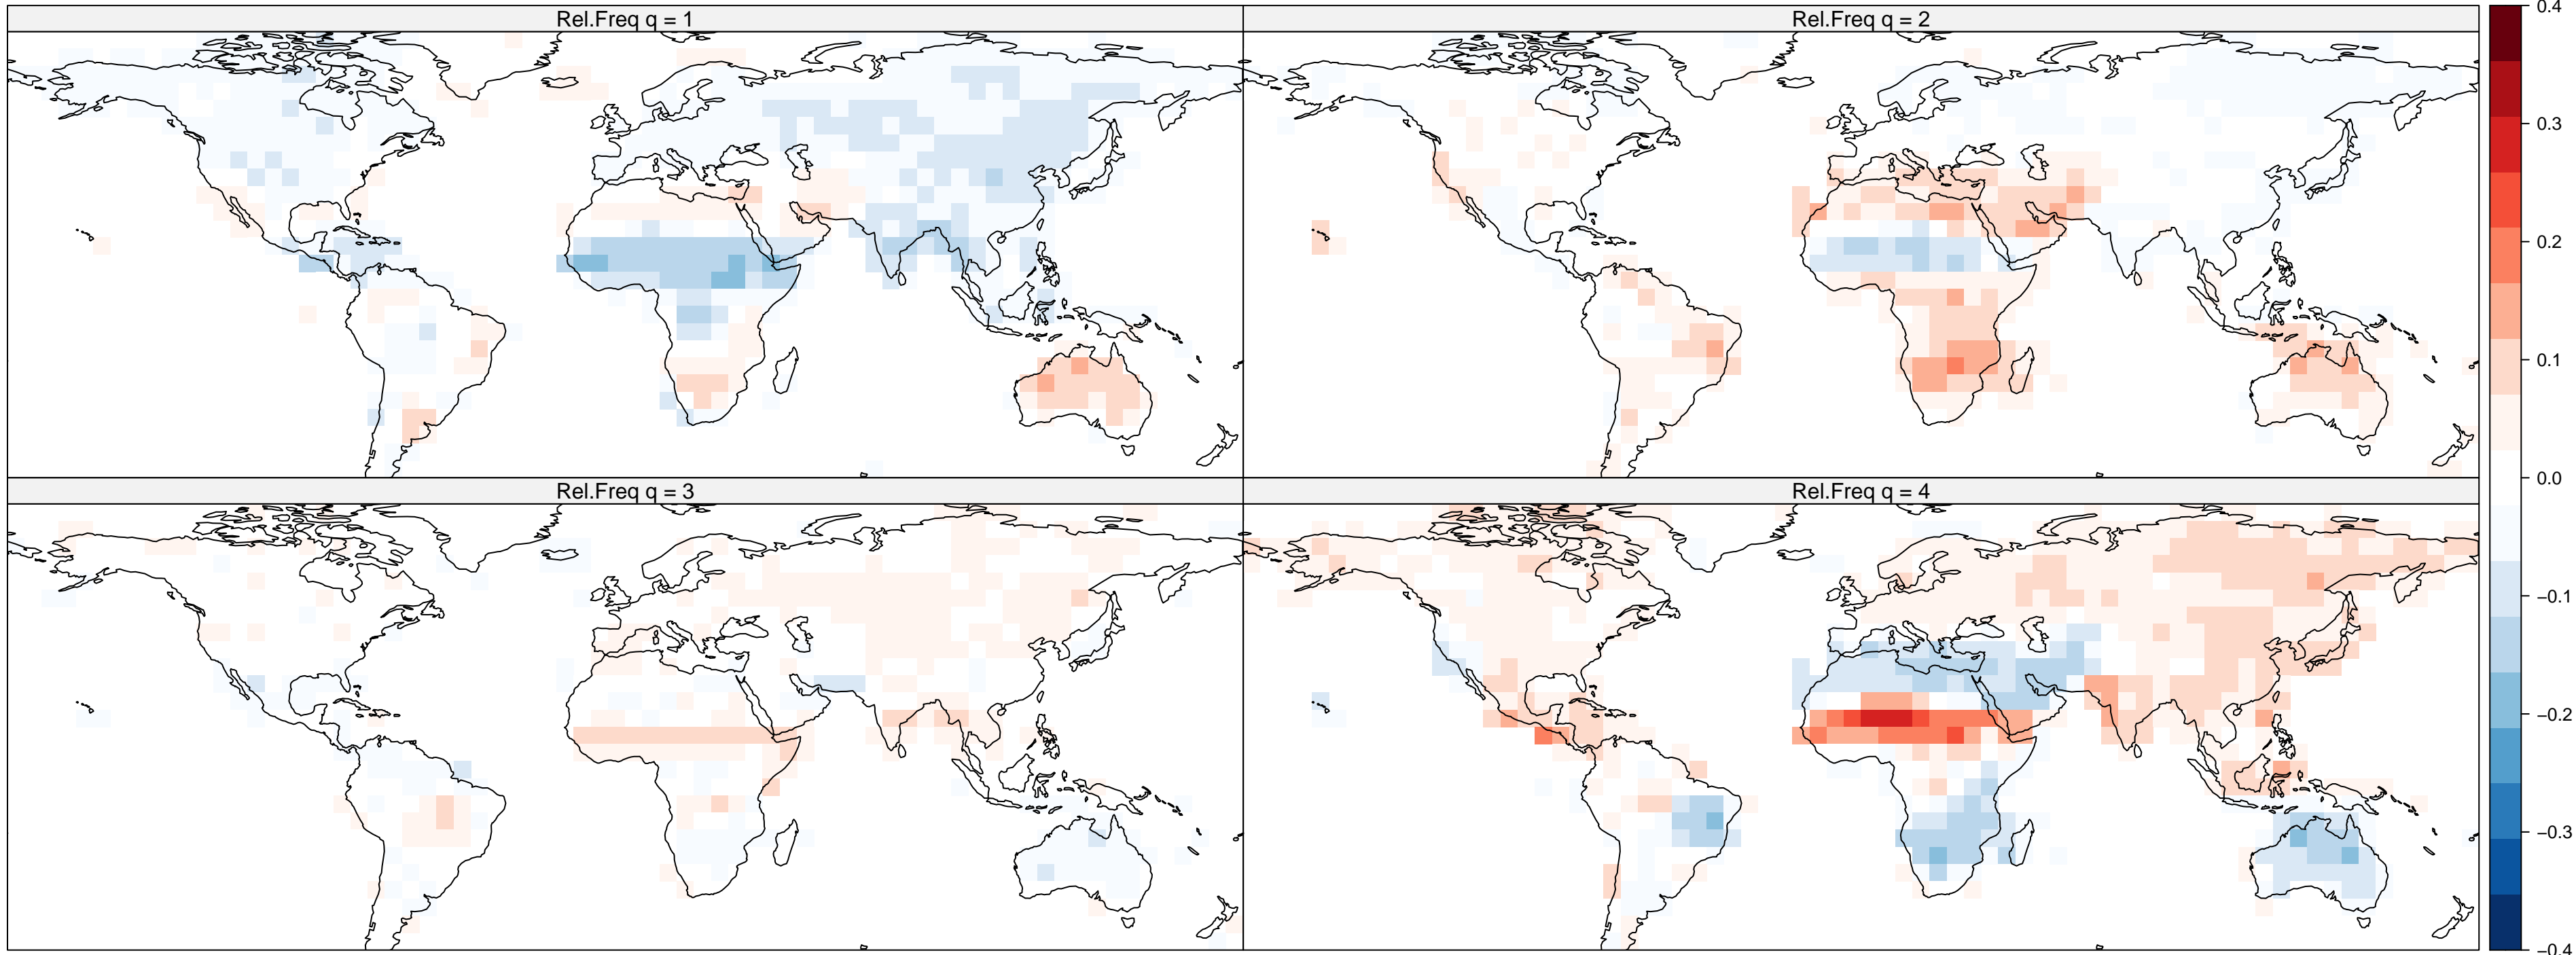 Rel.Freq q = 1
Rel.Freq q = 2
Rel.Freq q = 3
Rel.Freq q = 4
0.4
0.3
0.2
0.1
0.0
−0.1
−0.2
−0.3
−0.4